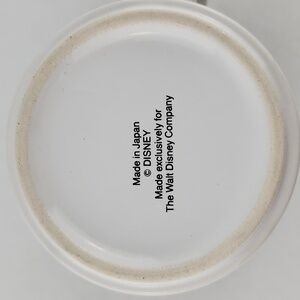 Made in Japan
© DISNEY
Made exclusively for
The Walt Disney Company